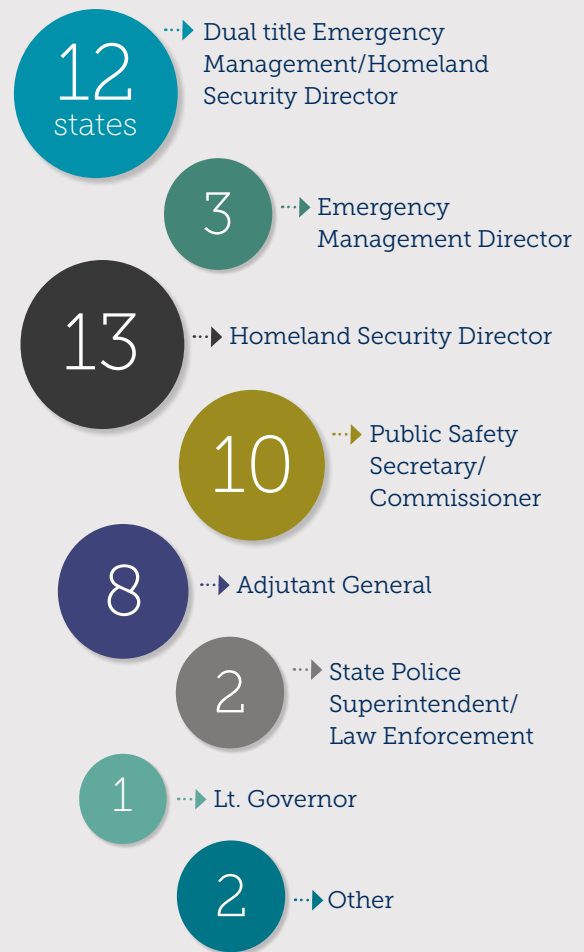 12
states
Dual title Emergency
Management/Homeland
Security Director
3
Emergency
Management Director
13
Homeland Security Director
10
Public Safety
Secretary/
Commissioner
8
Adjutant General
2
State Police
Superintendent/
Law Enforcement
1
Lt. Governor
2
Other